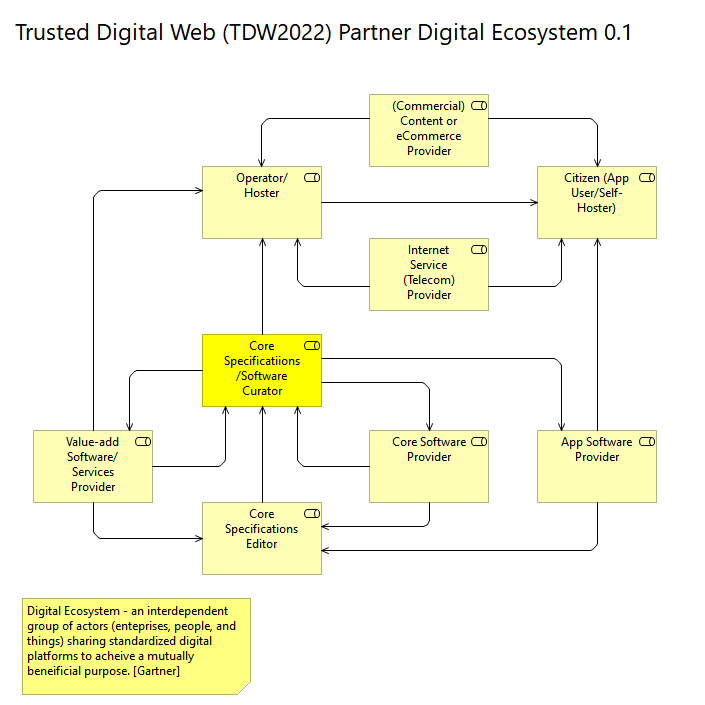 Trusted Digital Web (TDW2022) Partner Digital Ecosystem 0.1
(Commercial)
Content or
eCommerce
Provider
Operator/
Hoster
Citizen (App
User/Self-
Hoster)
Internet
Service
(Telecom)
Provider
Core
Specificatiions
/Software
Curator
Value-add
Software/
Services
Provider
Core Software
Provider
App Software
Provider
Core
Specifications
Editor
Digital Ecosystem - an interdependent
group of actors (enteprises, people, and
things) sharing standardized digital
platforms to acheive a mutually
beneificial purpose. [Gartner]